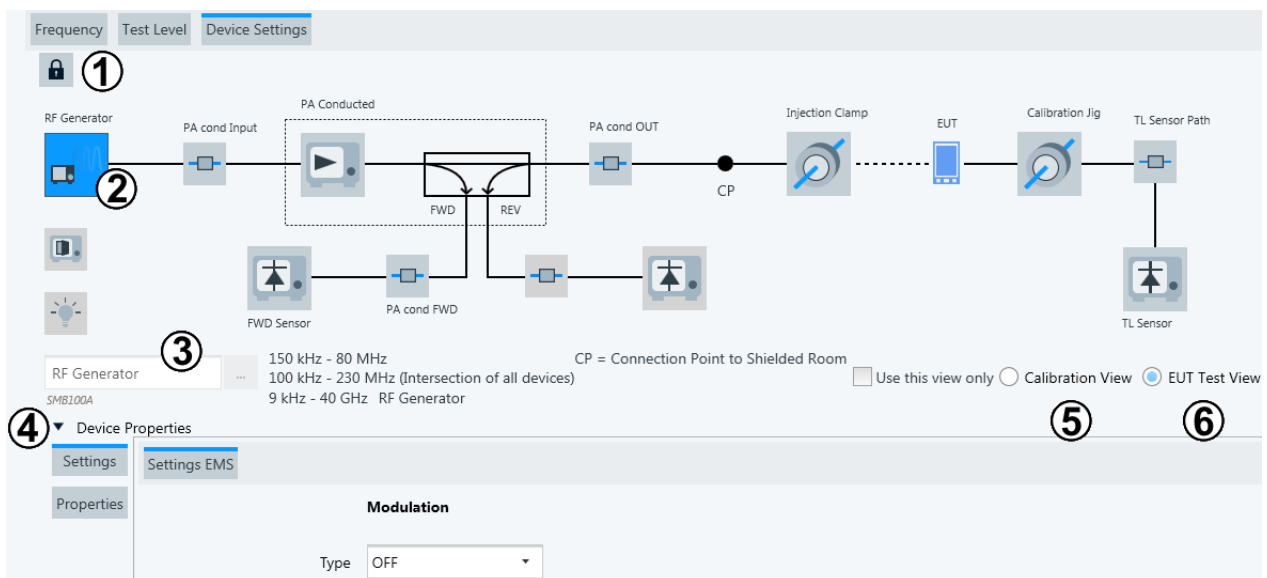 Frequency Test Level Device Settings
1
RF Generator
PA cond Input
PA Conducted
PA cond OUT
Injection Clamp
EUT
Calibration Jig
TL Sensor Path
2
CP
FWD REV
FWD Sensor
PA cond FWD
TL Sensor
3
RF Generator ...
SMB100A
150 kHz - 80 MHz
100 kHz - 230 MHz (Intersection of all devices)
9 kHz - 40 GHz RF Generator
CP = Connection Point to Shielded Room
Use this view only Calibration View EUT Test View
4
Device Properties
5
6
Settings
Settings EMS
Properties
Modulation
Type OFF